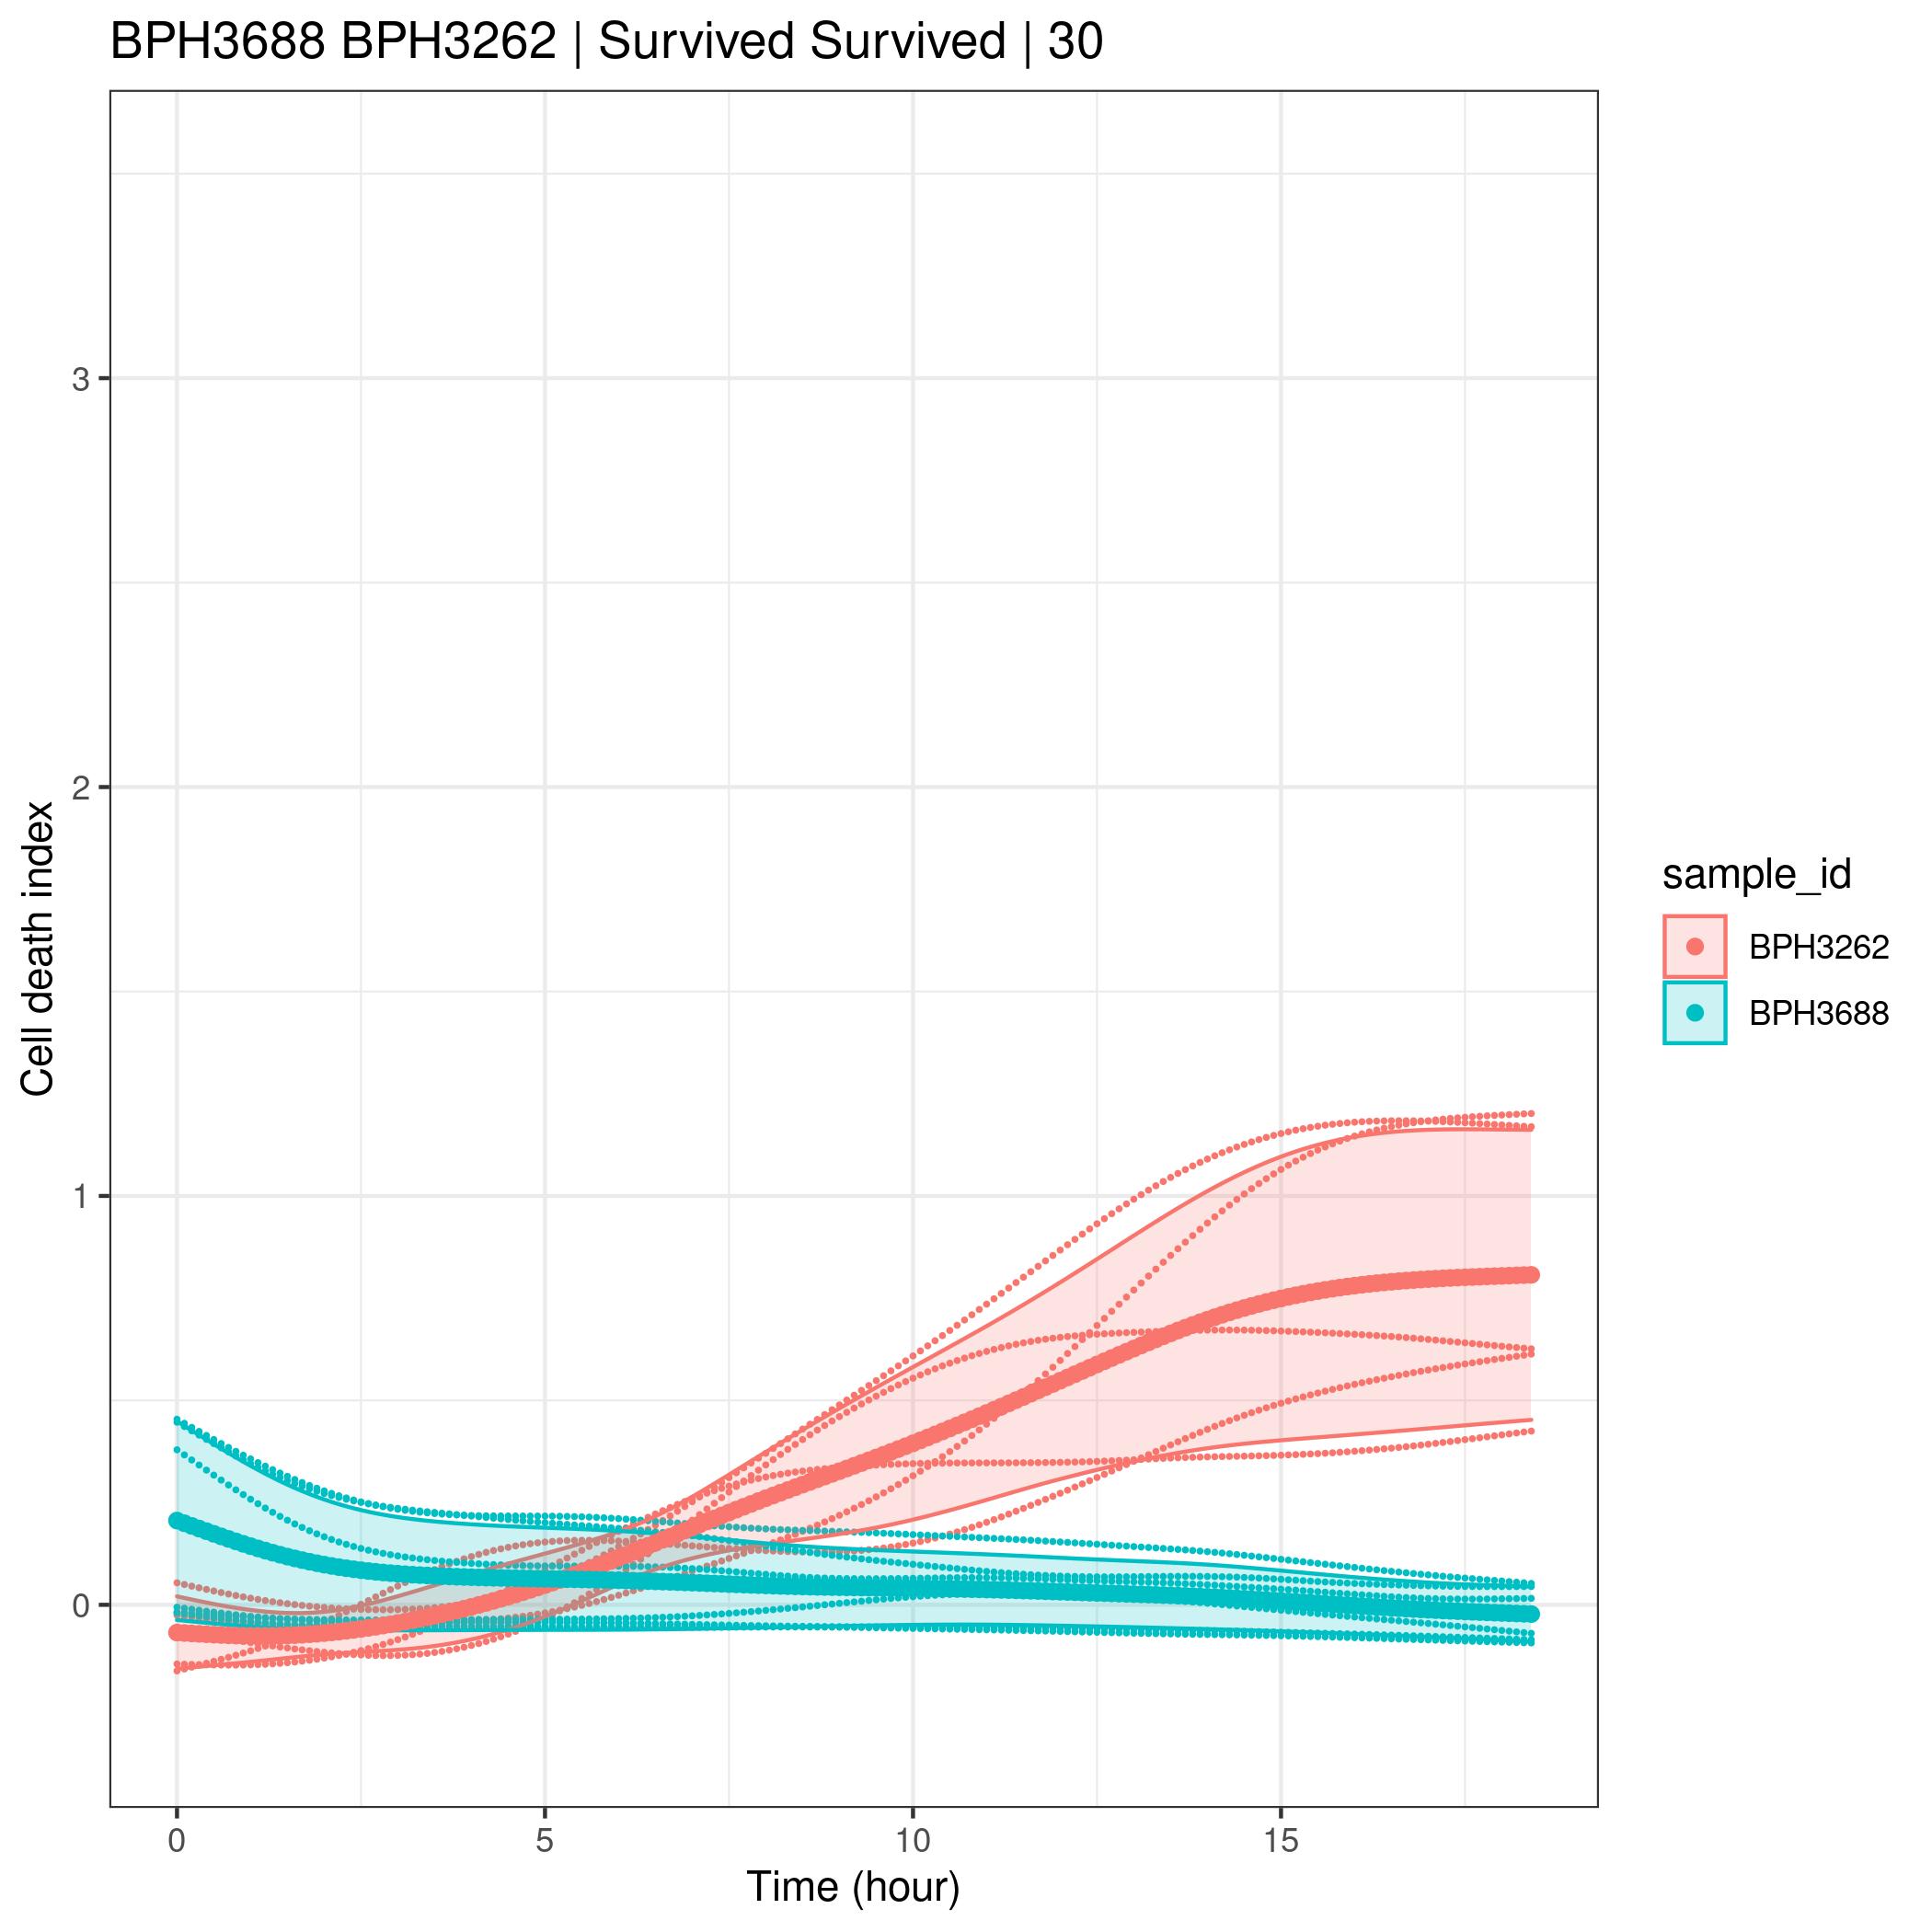 BPH3688 BPH3262 | Survived Survived | 30
Cell death index
3
2
1
0
0 5 10 15
Time (hour)
sample_id
BPH3262
BPH3688